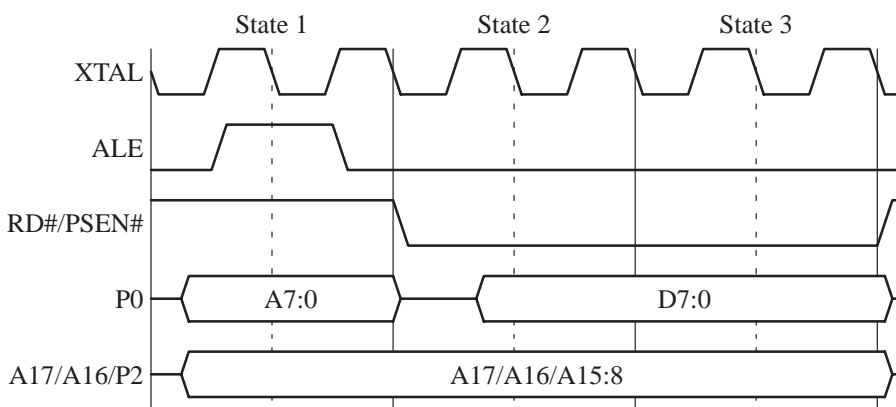 State 1 State 2 State 3
XTAL
ALE
RD#/PSEN#
P0 A7:0 D7:0
A17/A16/P2 A17/A16/A15:8